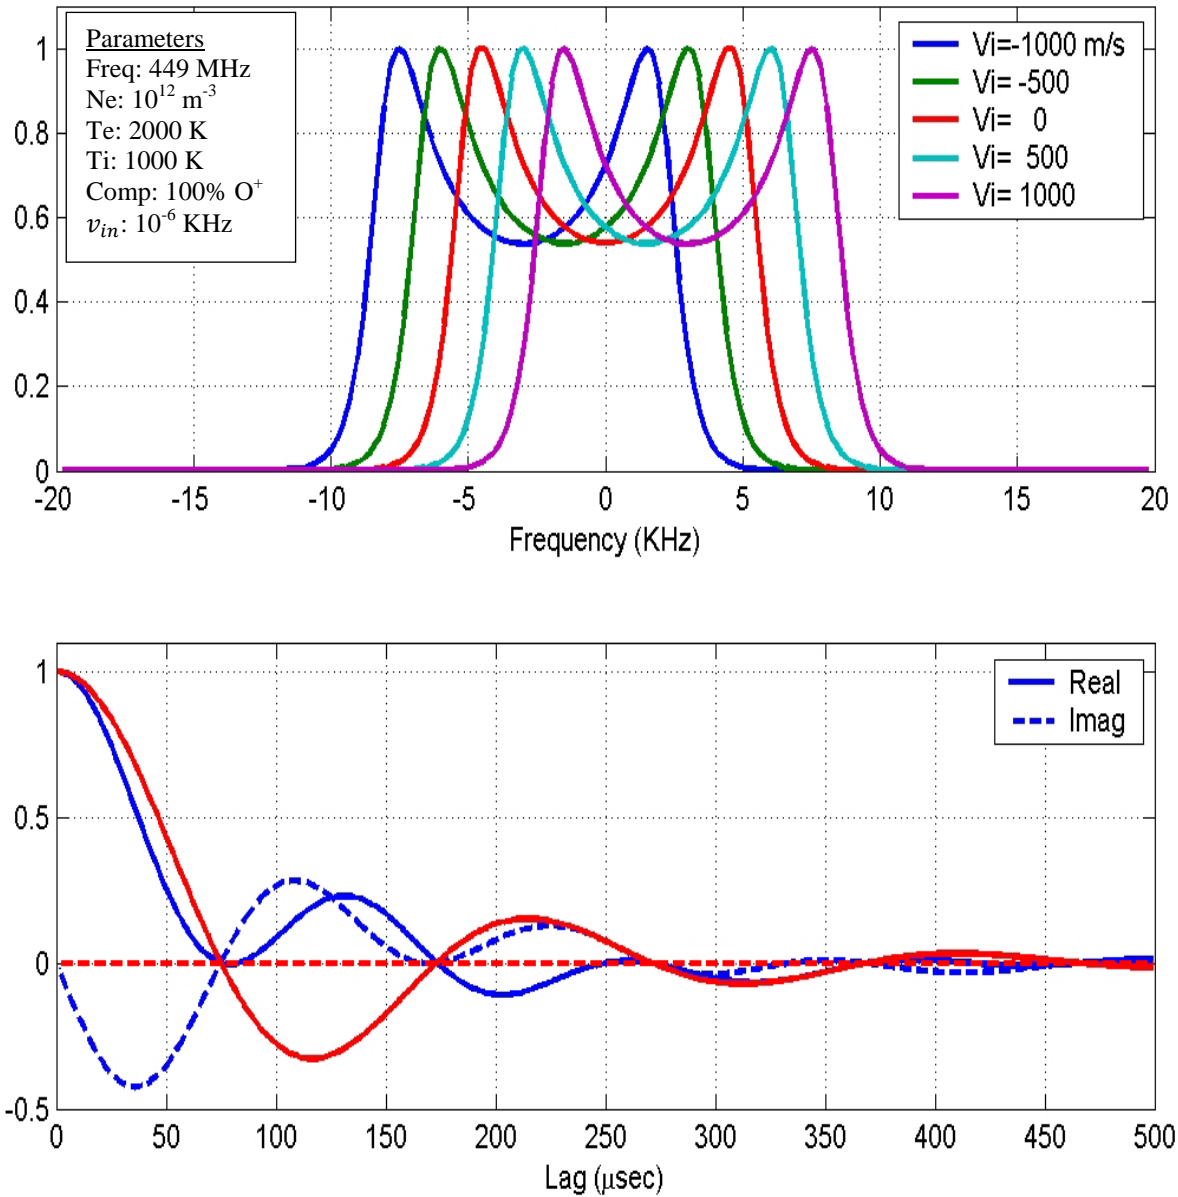 Parameters
Freq: 449 MHz
Ne: 10¹² m⁻³
Te: 2000 K
Ti: 1000 K
Comp: 100% O⁺
𝑣ᵢₙ: 10⁻⁶ KHz
Vi=-1000 m/s
Vi= -500
Vi= 0
Vi= 500
Vi= 1000
1
0.8
0.6
0.4
0.2
0
-20 -15 -10 -5 0 5 10 15 20
Frequency (KHz)
Real
Imag
1
0.5
0
-0.5
0 50 100 150 200 250 300 350 400 450 500
Lag (μsec)